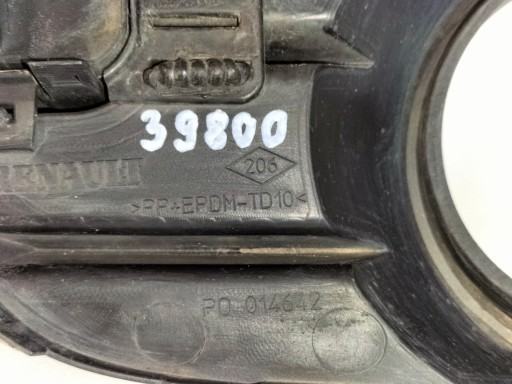 39800
RENAULT
206
>PP+EPDM-TD10<
PO 014642